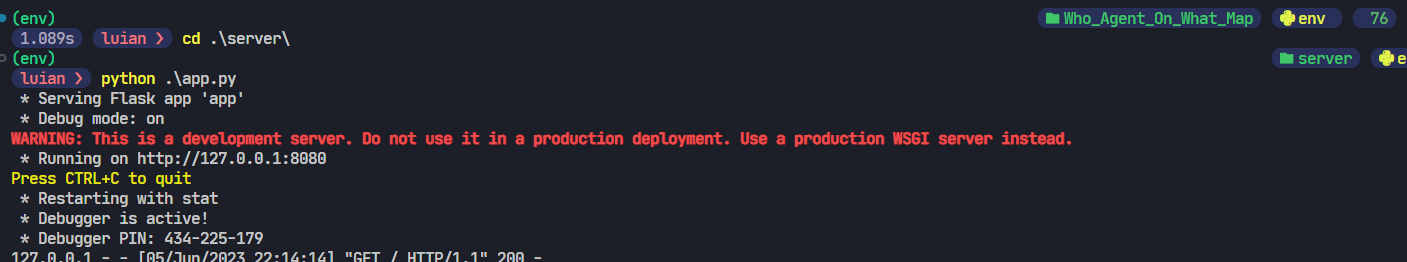 (env) Who_Agent_On_What_Map env 76
1.089s luian ❯ cd .\server\
(env) server e
luian ❯ python .\app.py
* Serving Flask app 'app'
* Debug mode: on
WARNING: This is a development server. Do not use it in a production deployment. Use a production WSGI server instead.
* Running on http://127.0.0.1:8080
Press CTRL+C to quit
* Restarting with stat
* Debugger is active!
* Debugger PIN: 434-225-179
127.0.0.1 - - [05/Jun/2023 22:14:14] "GET / HTTP/1.1" 200 -